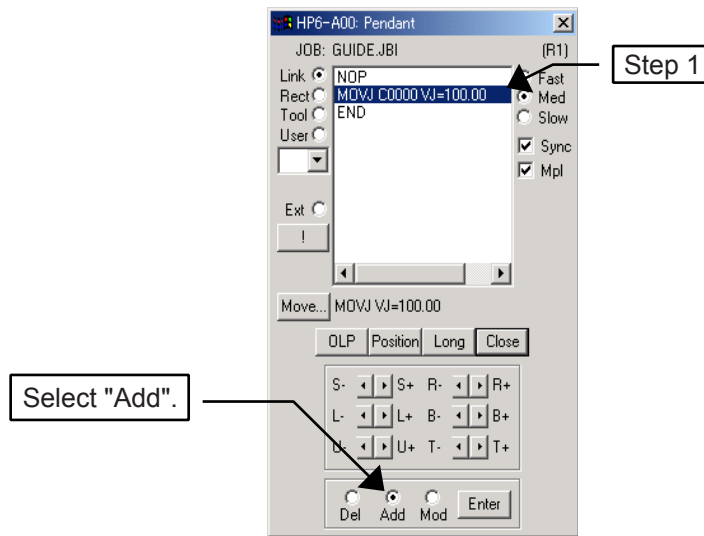 HP6-A00: Pendant
JOB: GUIDE.JBI (R1)
Step 1
Link NOP Fast
Rect MOVJ C0000 VJ=100.00 Med
Tool END Slow
User Sync
Mpl
Ext
!
Move... MOVJ VJ=100.00
OLP Position Long Close
S- S+ R- R+
L- L+ B- B+
U- U+ T- T+
Select "Add".
Del Add Mod Enter